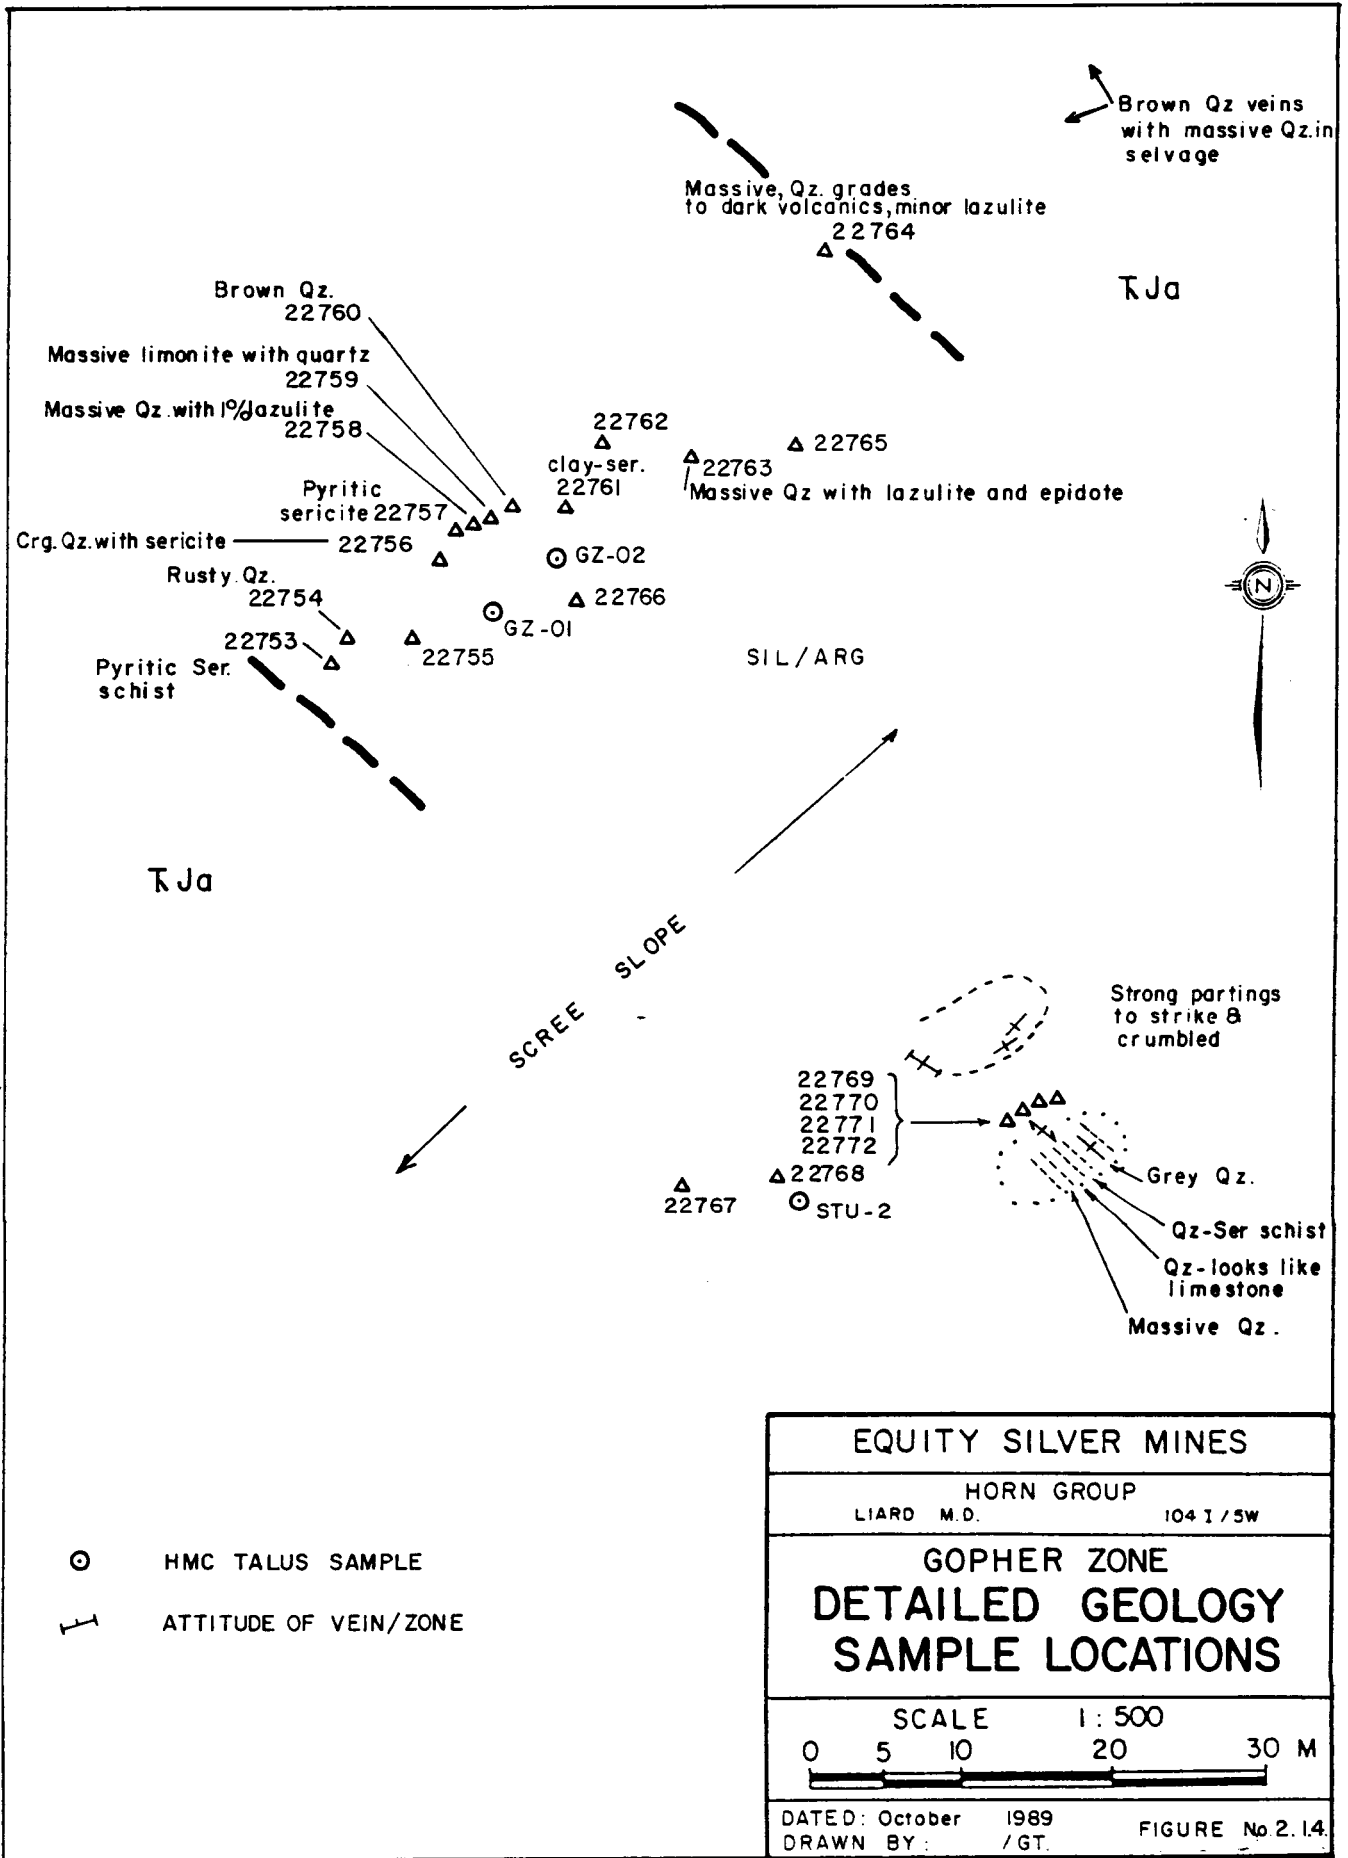 Brown Qz veins
with massive Qz.in
selvage
Massive, Qz. grades
to dark volcanics, minor lazulite
22764
TJa
Brown Qz.
22760
Massive limonite with quartz
22759
Massive Qz. with 1% lazulite
22758
22762
22765
22763
Massive Qz with lazulite and epidote
clay-ser.
22761
Pyritic
sericite 22757
Crg. Qz. with sericite
22756
GZ-02
Rusty Qz.
22754
22766
GZ-01
22753
22755
Pyritic Ser.
schist
N
SIL/ARG
TJa
SCREE SLOPE
Strong partings
to strike &
crumbled
22769
22770
22771
22772
22768
22767
STU-2
Grey Qz.
Qz-Ser schist
Qz-looks like
limestone
Massive Qz.
HMC TALUS SAMPLE
ATTITUDE OF VEIN/ZONE
EQUITY SILVER MINES
HORN GROUP
LIARD M.D. 104 I / 5W
GOPHER ZONE
DETAILED GEOLOGY
SAMPLE LOCATIONS
SCALE 1 : 500
0 5 10 20 30 M
DATED: October 1989
DRAWN BY: /GT.
FIGURE No. 2.1.4.